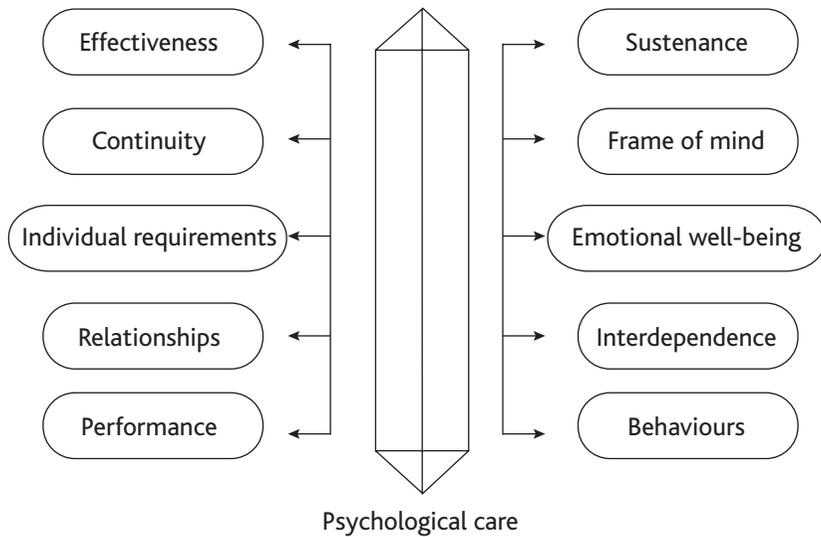 Effectiveness
Continuity
Individual requirements
Relationships
Performance
Sustenance
Frame of mind
Emotional well-being
Interdependence
Behaviours
Psychological care